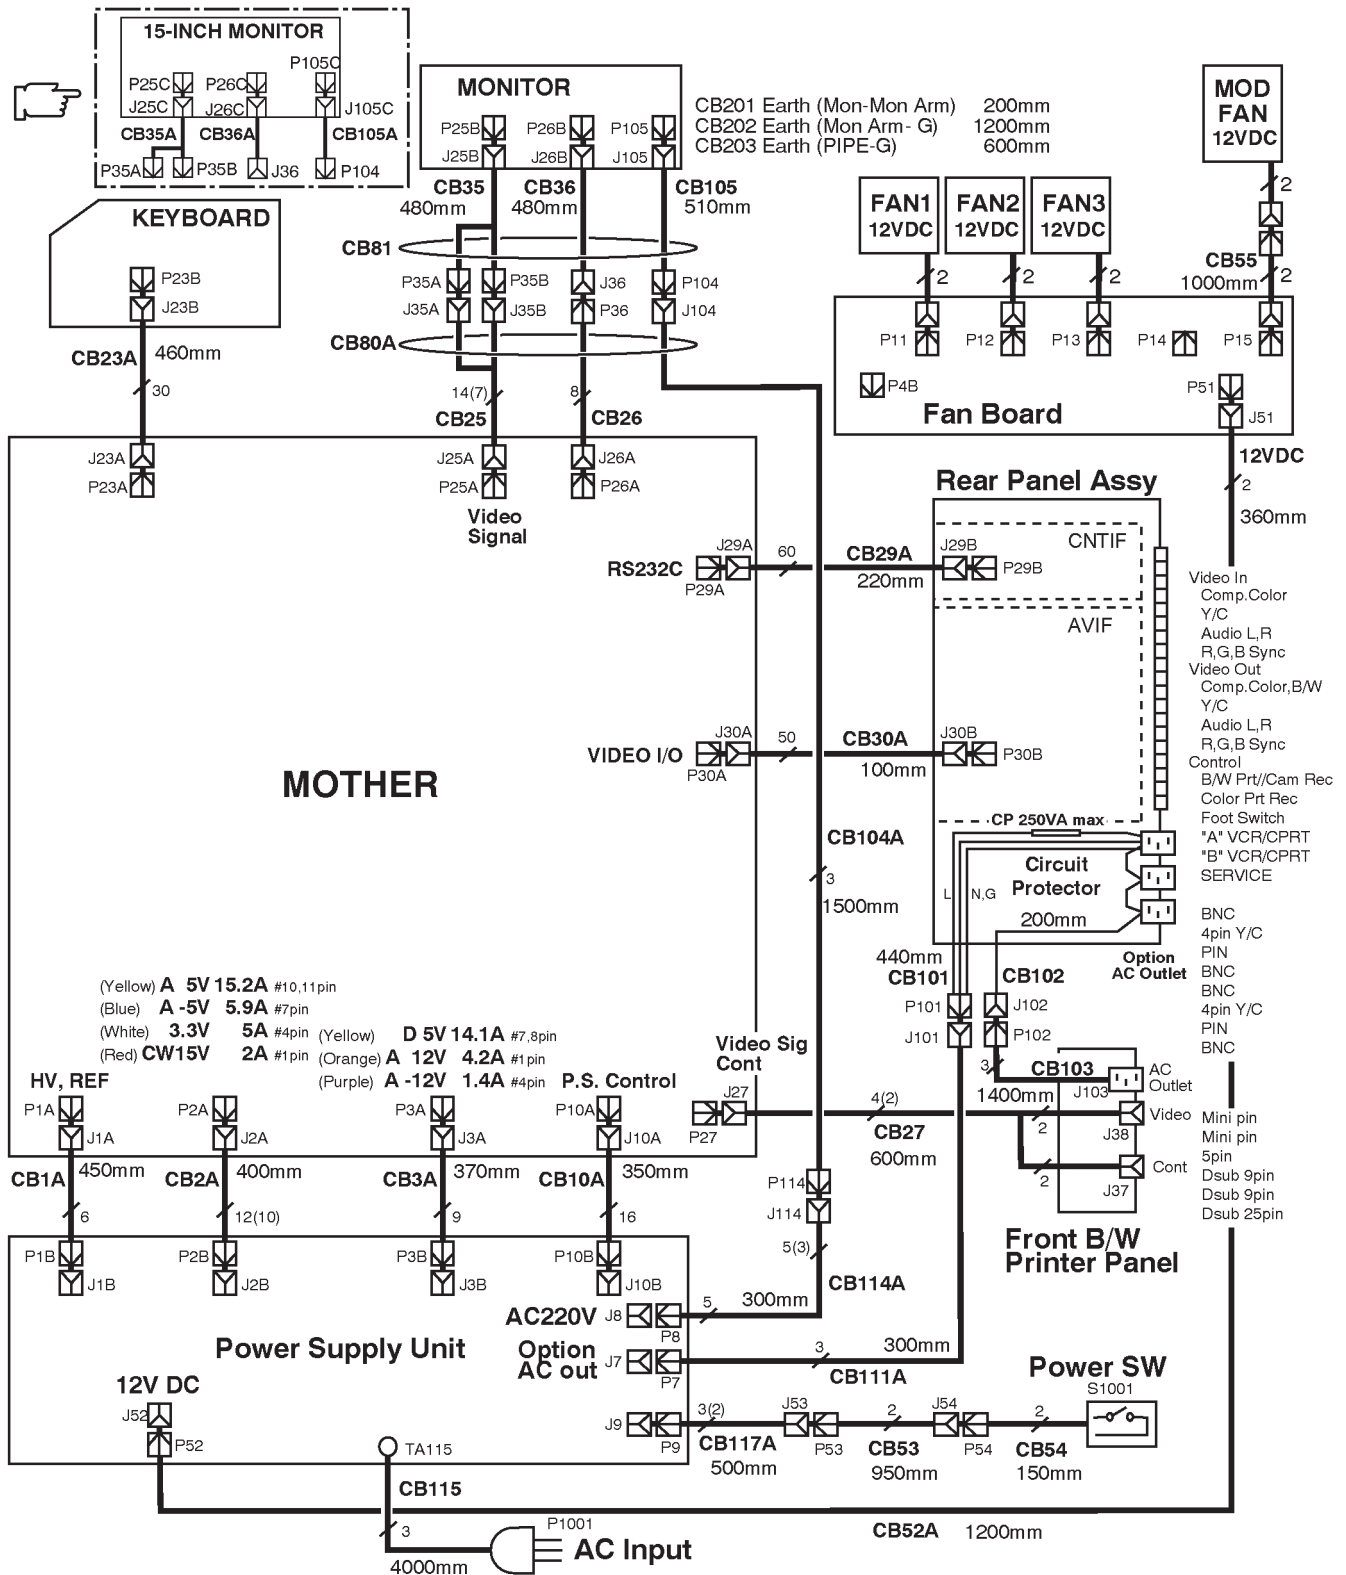 15-INCH MONITOR
P105C
P25C
P26C
J25C
J26C
J105C
CB35A
CB36A
CB105A
P35A
P35B
J36
P104
MONITOR
P25B
P26B
P105
J25B
J26B
J105
CB201 Earth (Mon-Mon Arm) 200mm
CB202 Earth (Mon Arm- G) 1200mm
CB203 Earth (PIPE-G) 600mm
MOD
FAN
12VDC
2
CB35
480mm
CB36
480mm
CB105
510mm
FAN1
12VDC
FAN2
12VDC
FAN3
12VDC
2
2
2
CB55
1000mm
2
KEYBOARD
P23B
J23B
CB81
P35A
P35B
J36
P104
J35A
J35B
P36
J104
CB80A
CB23A
460mm
30
14(7)
8
CB25
CB26
P11
P12
P13
P14
P15
P4B
P51
J51
Fan Board
12VDC
2
360mm
J23A
P23A
J25A
P25A
J26A
P26A
Video
Signal
Rear Panel Assy
CNTIF
RS232C
J29A
P29A
60
CB29A
220mm
J29B
P29B
AVIF
VIDEO I/O
J30A
P30A
50
CB30A
100mm
J30B
P30B
MOTHER
Video In
Comp.Color
Y/C
Audio L,R
R,G,B Sync
Video Out
Comp.Color,B/W
Y/C
Audio L,R
R,G,B Sync
Control
B/W Prt//Cam Rec
Color Prt Rec
Foot Switch
"A" VCR/CPRT
"B" VCR/CPRT
SERVICE
BNC
4pin Y/C
PIN
BNC
BNC
4pin Y/C
PIN
BNC
CP 250VA max
CB104A
3
1500mm
Circuit
Protector
L
N,G
200mm
Option
AC Outlet
440mm
CB101
CB102
P101
J101
J102
P102
3
(Yellow) A 5V 15.2A #10,11pin
(Blue) A -5V 5.9A #7pin
(White) 3.3V 5A #4pin
(Red) CW15V 2A #1pin
(Yellow) D 5V 14.1A #7,8pin
(Orange) A 12V 4.2A #1pin
(Purple) A -12V 1.4A #4pin
HV, REF
P.S. Control
Video Sig
Cont
J27
P27
4(2)
CB27
600mm
CB103
1400mm
J103
AC
Outlet
Video
J38
2
Cont
J37
2
Mini pin
Mini pin
5pin
Dsub 9pin
Dsub 9pin
Dsub 25pin
Front B/W
Printer Panel
P1A
P2A
P3A
P10A
J1A
J2A
J3A
J10A
CB1A
450mm
CB2A
400mm
CB3A
370mm
CB10A
350mm
6
12(10)
9
16
P1B
P2B
P3B
P10B
J1B
J2B
J3B
J10B
P114
J114
5(3)
CB114A
300mm
5
AC220V
J8
P8
Power Supply Unit
Option
AC out
J7
P7
3
300mm
CB111A
12V DC
J52
P52
J9
P9
3(2)
CB117A
500mm
J53
P53
2
CB53
950mm
J54
P54
2
CB54
150mm
Power SW
S1001
TA115
CB115
3
4000mm
P1001
AC Input
CB52A
1200mm